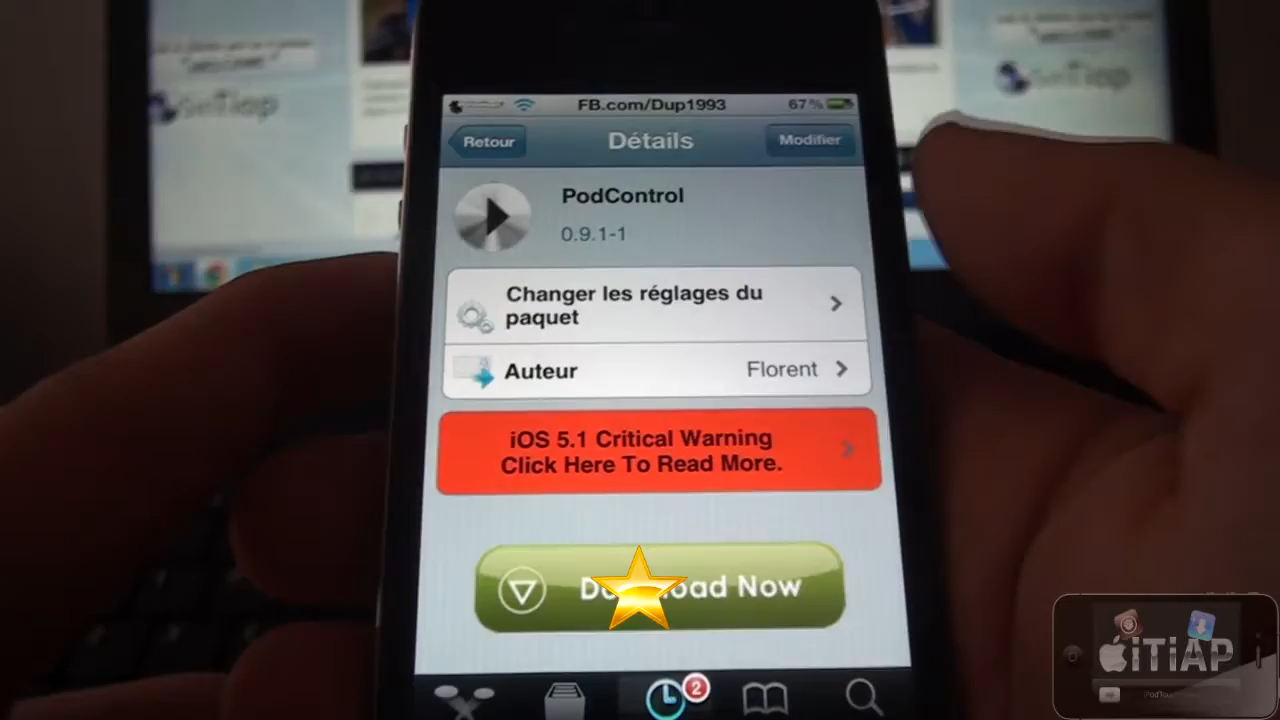 FB.com/Dup1993
67%
Retour
Détails
Modifier
PodControl
0.9.1-1
Changer les réglages du
paquet
Auteur
Florent
iOS 5.1 Critical Warning
Click Here To Read More.
Now
2
iTiAP